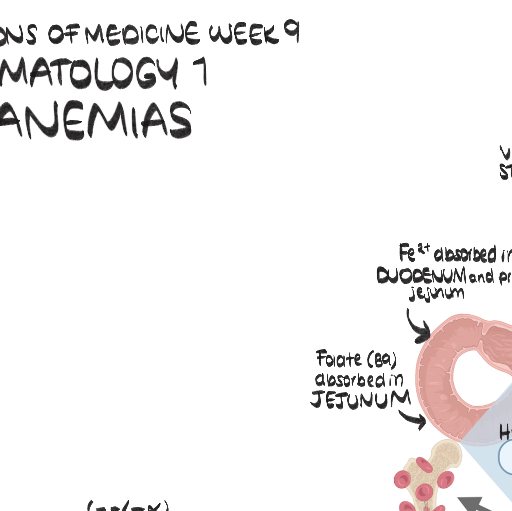 ONS OF MEDICINE WEEK 9
MATOLOGY 1
ANEMIAS
Fe²⁺ absorbed in
DUODENUM and pr
jejunum
Folate (B9)
absorbed in
JEJUNUM